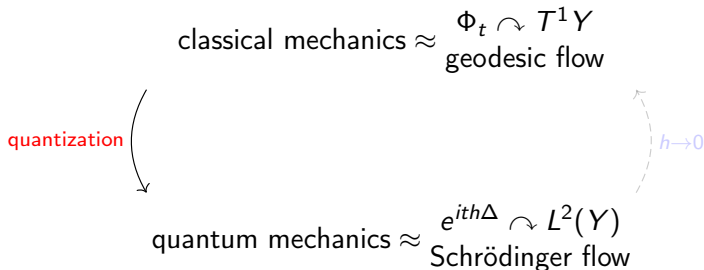 classical mechanics ≈ Φ_t ↷ T^1Y
geodesic flow
quantization
h→0
quantum mechanics ≈ e^{ithΔ} ↷ L^2(Y)
Schrödinger flow